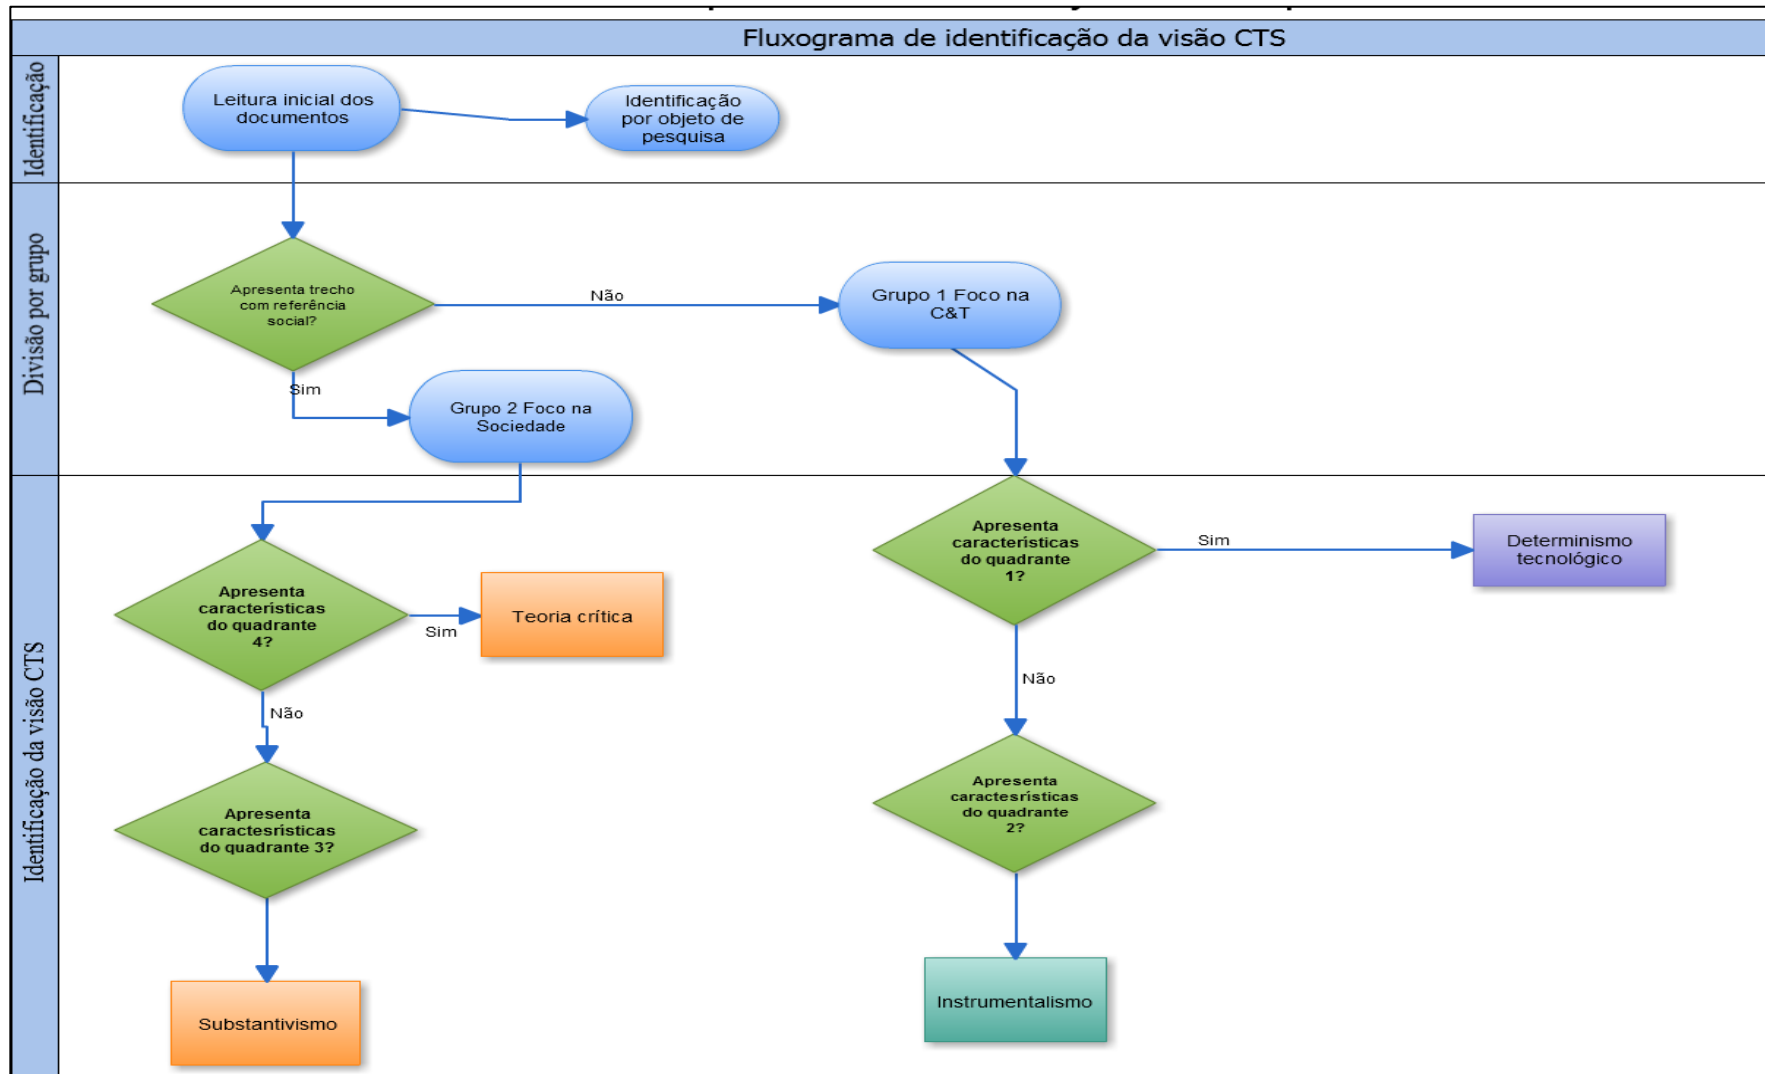 Fluxograma de identificação da visão CTS
Identificação
Leitura inicial dos
documentos
Identificação
por objeto de
pesquisa
Divisão por grupo
Apresenta trecho
com referência
social?
Não
Grupo 1 Foco na
C&T
Sim
Grupo 2 Foco na
Sociedade
Identificação da visão CTS
Apresenta
características
do quadrante
4?
Sim
Teoria crítica
Não
Apresenta
caractesrísticas
do quadrante 3?
Substantivismo
Apresenta
características
do quadrante
1?
Sim
Determinismo
tecnológico
Não
Apresenta
caractesrísticas
do quadrante
2?
Instrumentalismo